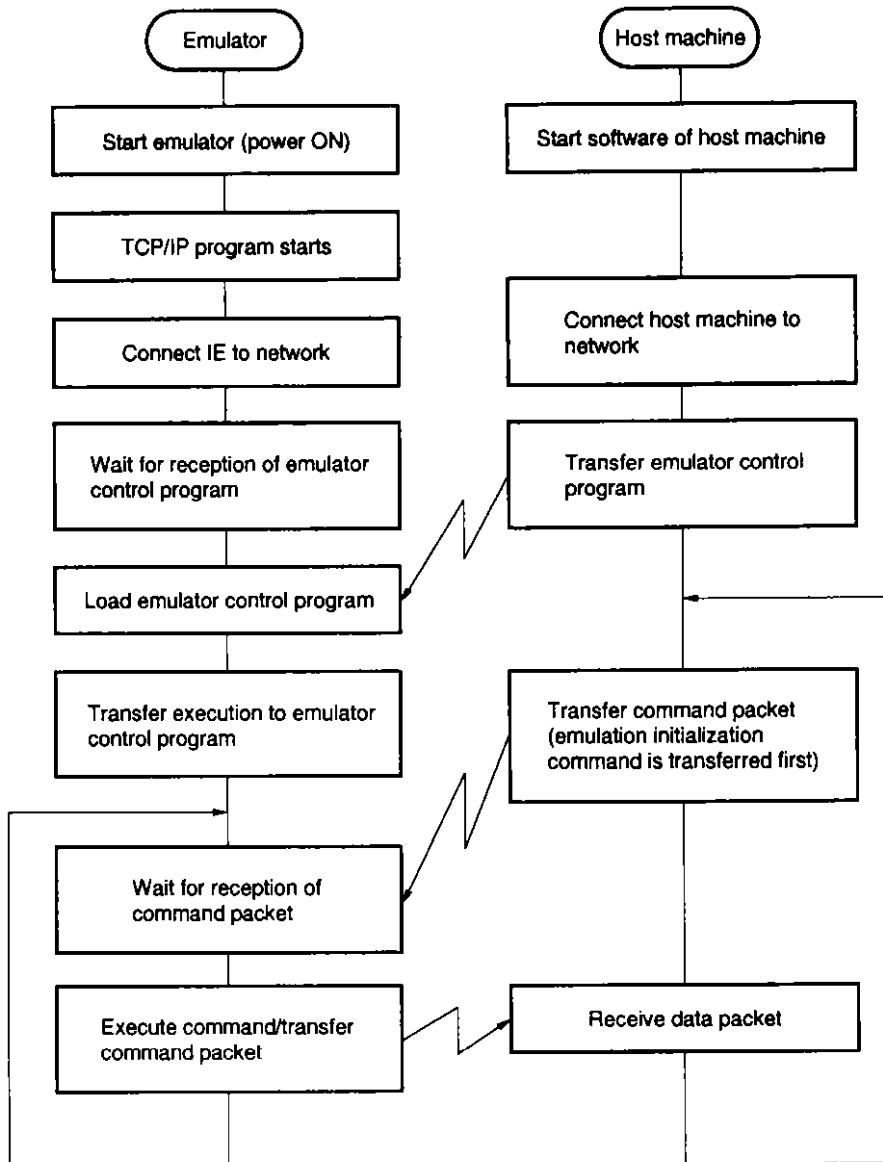 Emulator
Start emulator (power ON)
TCP/IP program starts
Connect IE to network
Wait for reception of emulator
control program
Load emulator control program
Transfer execution to emulator
control program
Wait for reception of
command packet
Execute command/transfer
command packet
Host machine
Start software of host machine
Connect host machine to
network
Transfer emulator control
program
Transfer command packet
(emulation initialization
command is transferred first)
Receive data packet